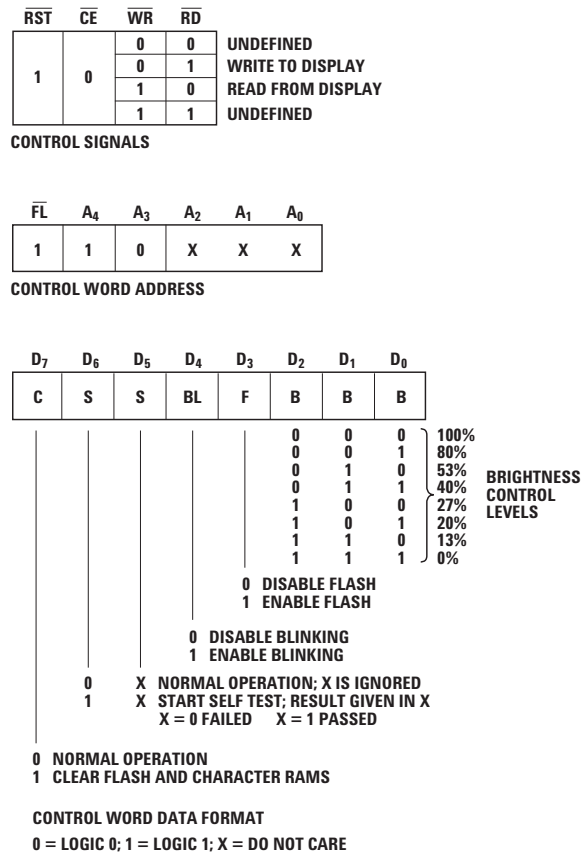 RST CE WR RD
0 0 UNDEFINED
1 0 0 1 WRITE TO DISPLAY
1 0 READ FROM DISPLAY
1 1 UNDEFINED
CONTROL SIGNALS
FL A4 A3 A2 A1 A0
1 1 0 X X X
CONTROL WORD ADDRESS
D7 D6 D5 D4 D3 D2 D1 D0
C S S BL F B B B
0 0 0 100%
0 0 1 80%
0 1 0 53%
0 1 1 40%
1 0 0 27%
1 0 1 20%
1 1 0 13%
1 1 1 0%
BRIGHTNESS
CONTROL
LEVELS
0 DISABLE FLASH
1 ENABLE FLASH
0 DISABLE BLINKING
1 ENABLE BLINKING
0 X NORMAL OPERATION; X IS IGNORED
1 X START SELF TEST; RESULT GIVEN IN X
X = 0 FAILED X = 1 PASSED
0 NORMAL OPERATION
1 CLEAR FLASH AND CHARACTER RAMS
CONTROL WORD DATA FORMAT
0 = LOGIC 0; 1 = LOGIC 1; X = DO NOT CARE